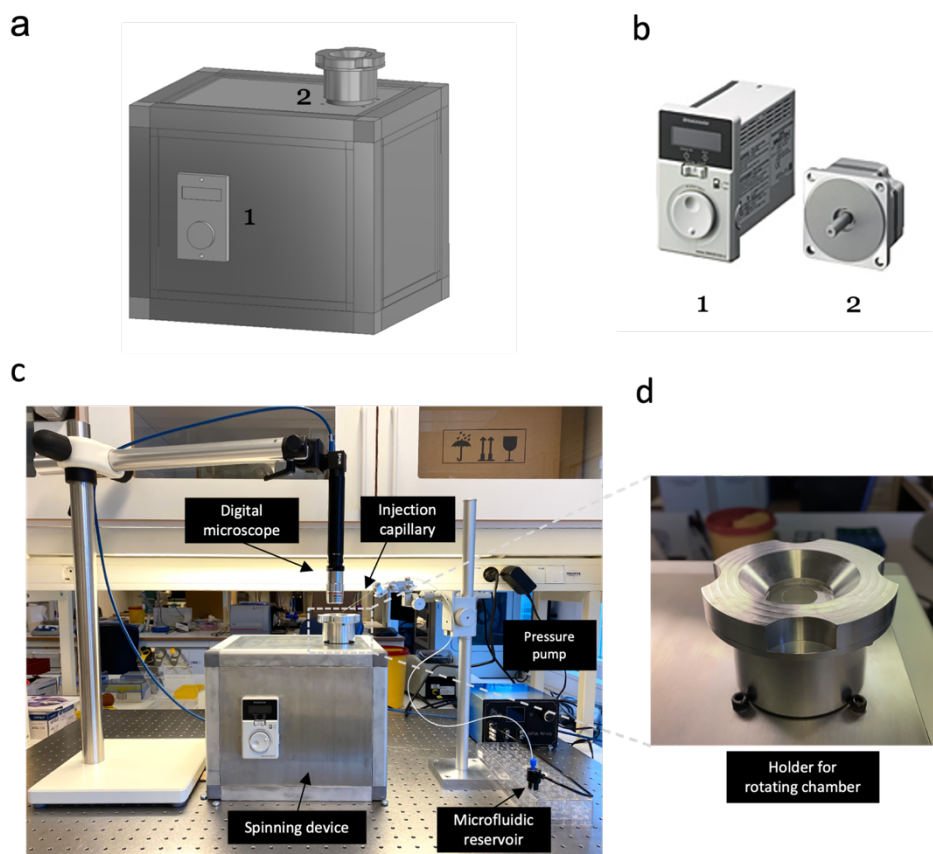 a
b
2
1
1
2
c
d
Digital
microscope
Injection
capillary
Pressure
pump
Spinning device
Microfluidic
reservoir
Holder for
rotating chamber